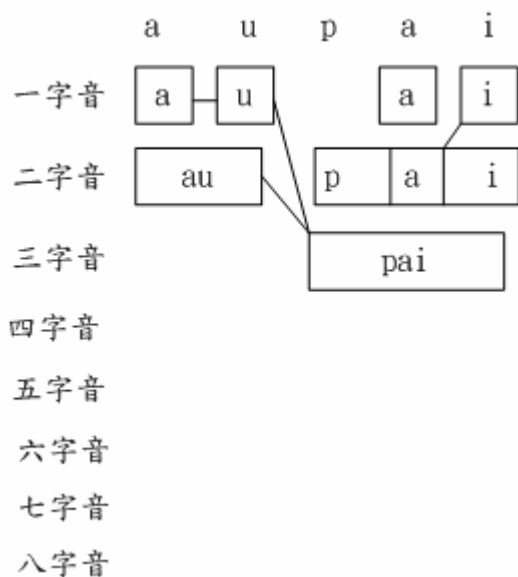 a u p a i
一字音 a u a i
二字音 au p a i
三字音 pai
四字音
五字音
六字音
七字音
八字音